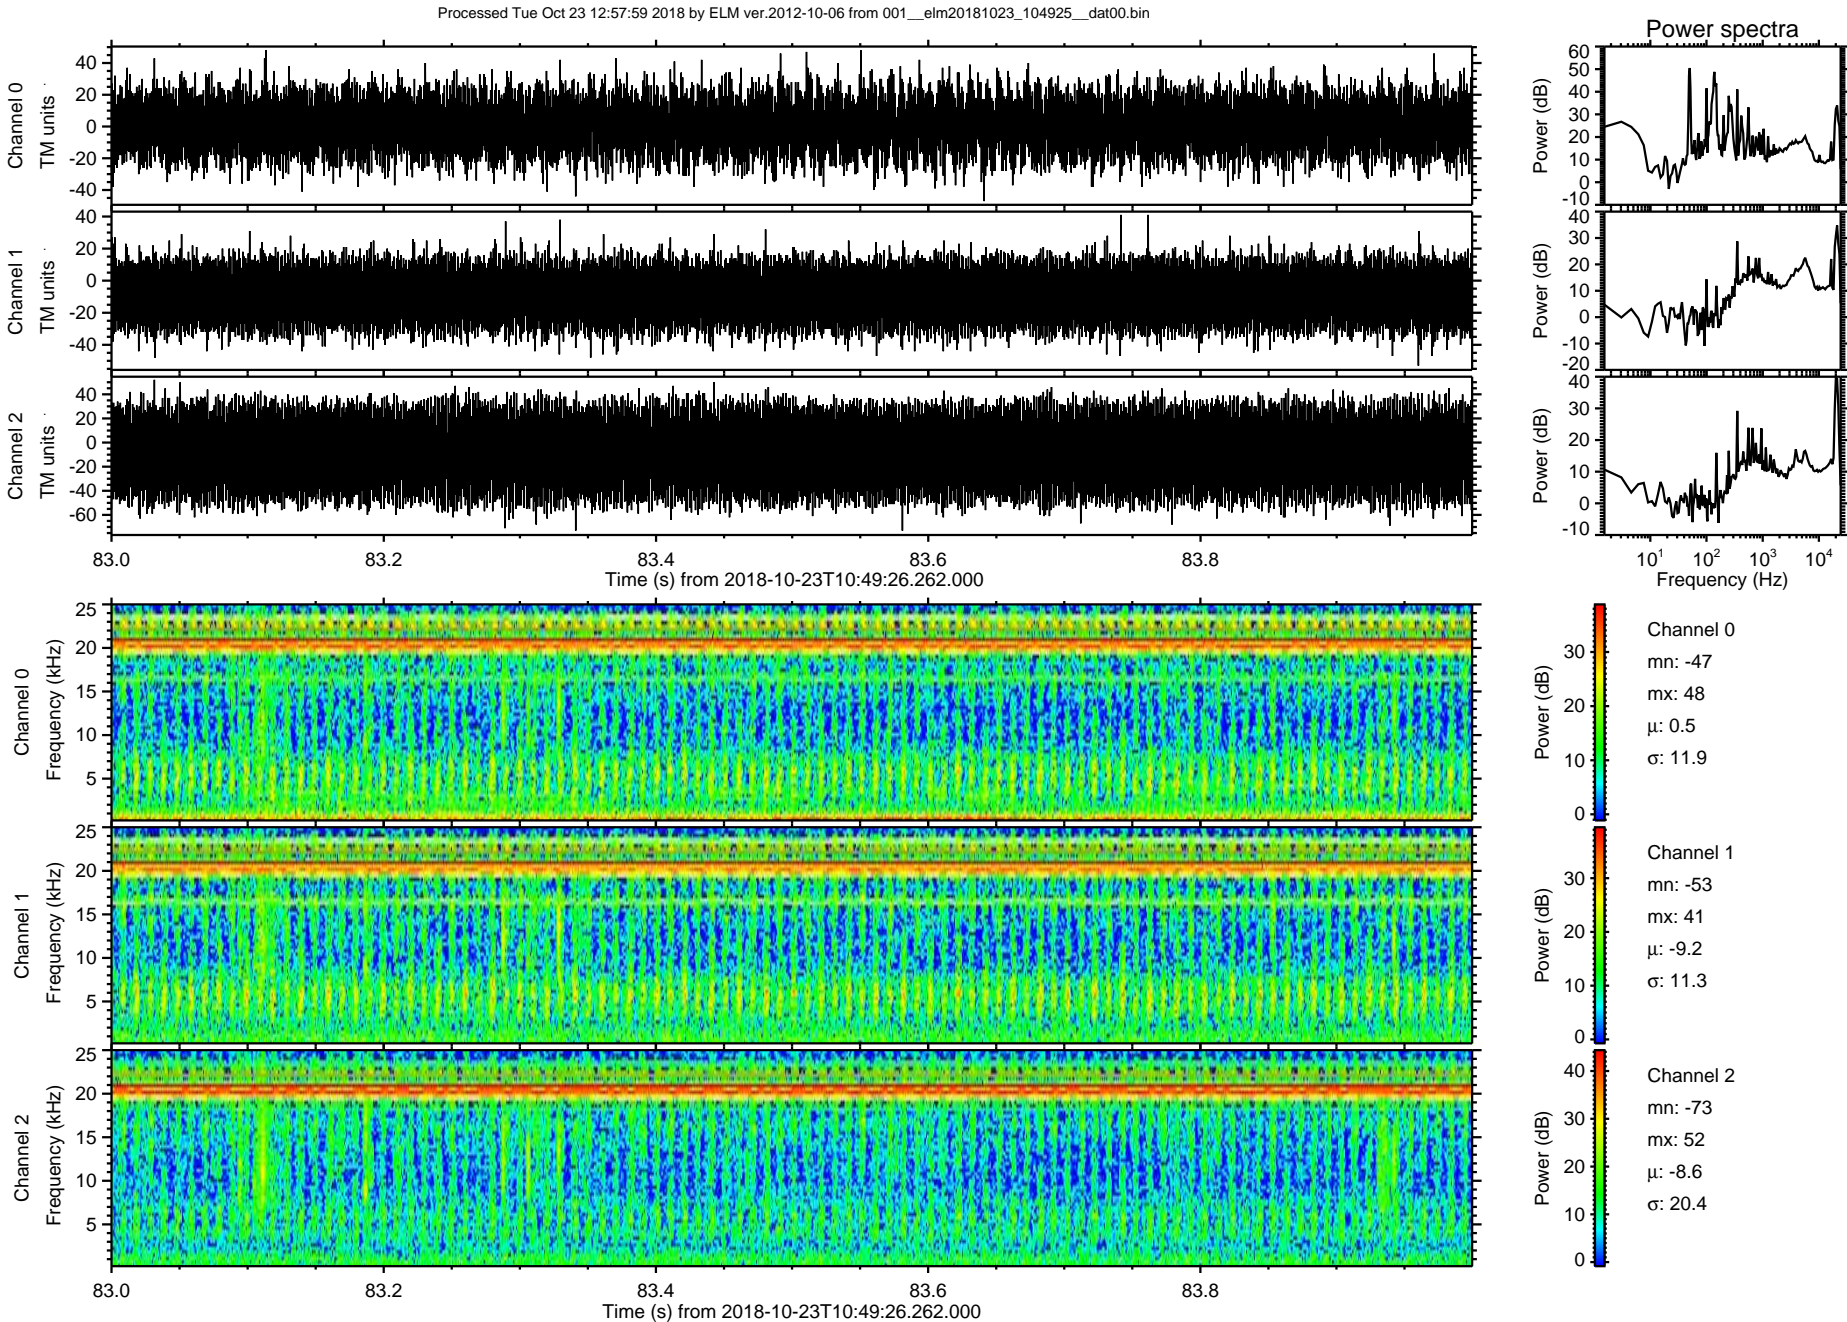 Processed Tue Oct 23 12:57:59 2018 by ELM ver.2012-10-06 from 001__elm20181023_104925__dat00.bin
Power spectra
Channel 0
TM units
40
20
0
-20
-40
Power (dB)
60
50
40
30
20
10
0
-10
Channel 1
TM units
40
20
0
-20
-40
Power (dB)
40
30
20
10
0
-10
-20
Channel 2
TM units
40
20
0
-20
-40
-60
Power (dB)
40
30
20
10
0
-10
83.0 83.2 83.4 83.6 83.8
Time (s) from 2018-10-23T10:49:26.262.000
10^1 10^2 10^3 10^4
Frequency (Hz)
Channel 0
Frequency (kHz)
25
20
15
10
5
Power (dB)
30
20
10
0
Channel 0
mn: -47
mx: 48
μ: 0.5
σ: 11.9
Channel 1
Frequency (kHz)
25
20
15
10
5
Power (dB)
30
20
10
0
Channel 1
mn: -53
mx: 41
μ: -9.2
σ: 11.3
Channel 2
Frequency (kHz)
25
20
15
10
5
Power (dB)
40
30
20
10
0
Channel 2
mn: -73
mx: 52
μ: -8.6
σ: 20.4
83.0 83.2 83.4 83.6 83.8
Time (s) from 2018-10-23T10:49:26.262.000